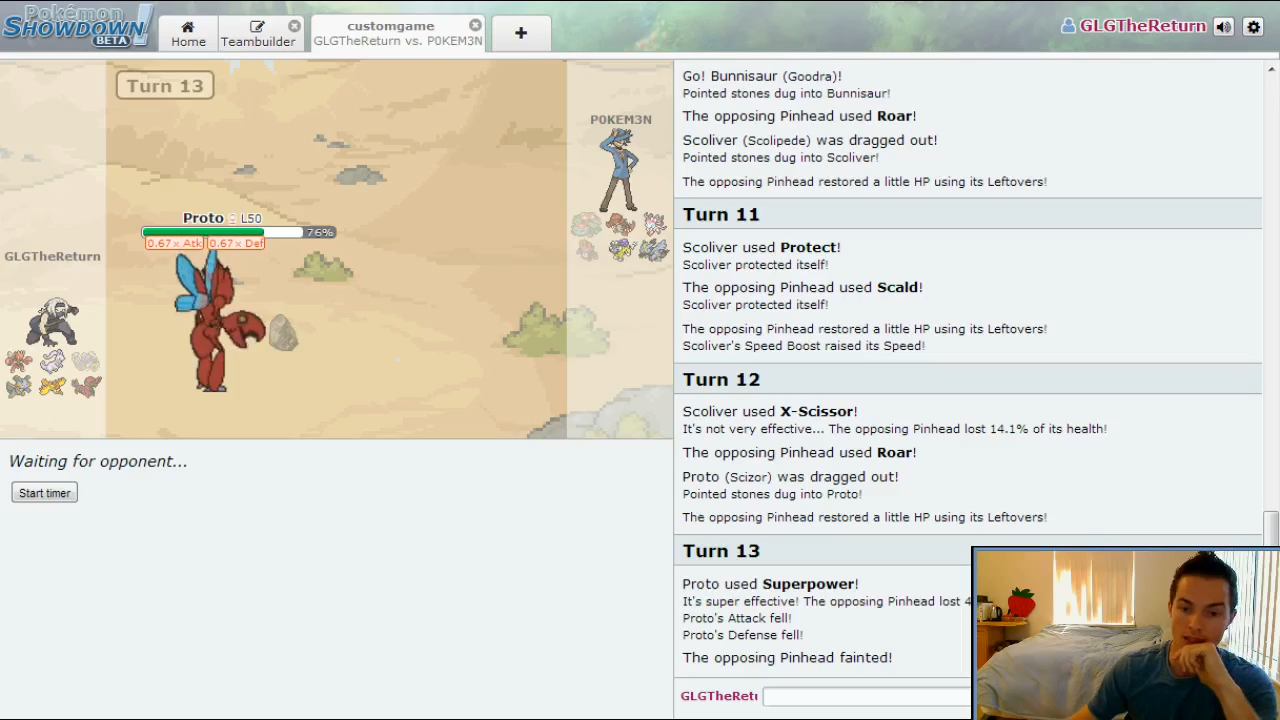 Pokémon
SHOWDOWN!
BETA
Home
Teambuilder
customgame
GLGTheReturn vs. P0KEM3N
+
GLGTheReturn
Turn 13
Proto L50
76%
0.67× Atk 0.67× Def
GLGTheReturn
P0KEM3N
Waiting for opponent...
Start timer
Go! Bunnisaur (Goodra)!
Pointed stones dug into Bunnisaur!
The opposing Pinhead used Roar!
Scoliver (Scolipede) was dragged out!
Pointed stones dug into Scoliver!
The opposing Pinhead restored a little HP using its Leftovers!
Turn 11
Scoliver used Protect!
Scoliver protected itself!
The opposing Pinhead used Scald!
Scoliver protected itself!
The opposing Pinhead restored a little HP using its Leftovers!
Scoliver's Speed Boost raised its Speed!
Turn 12
Scoliver used X-Scissor!
It's not very effective... The opposing Pinhead lost 14.1% of its health!
The opposing Pinhead used Roar!
Proto (Scizor) was dragged out!
Pointed stones dug into Proto!
The opposing Pinhead restored a little HP using its Leftovers!
Turn 13
Proto used Superpower!
It's super effective! The opposing Pinhead lost 4
Proto's Attack fell!
Proto's Defense fell!
The opposing Pinhead fainted!
GLGTheRetu